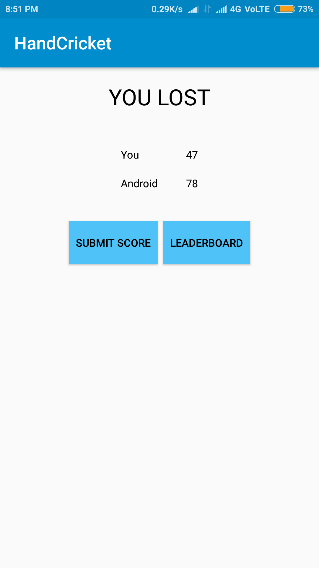 8:51 PM 0.29K/s 4G VoLTE 73%
HandCricket
YOU LOST
You 47
Android 78
SUBMIT SCORE LEADERBOARD